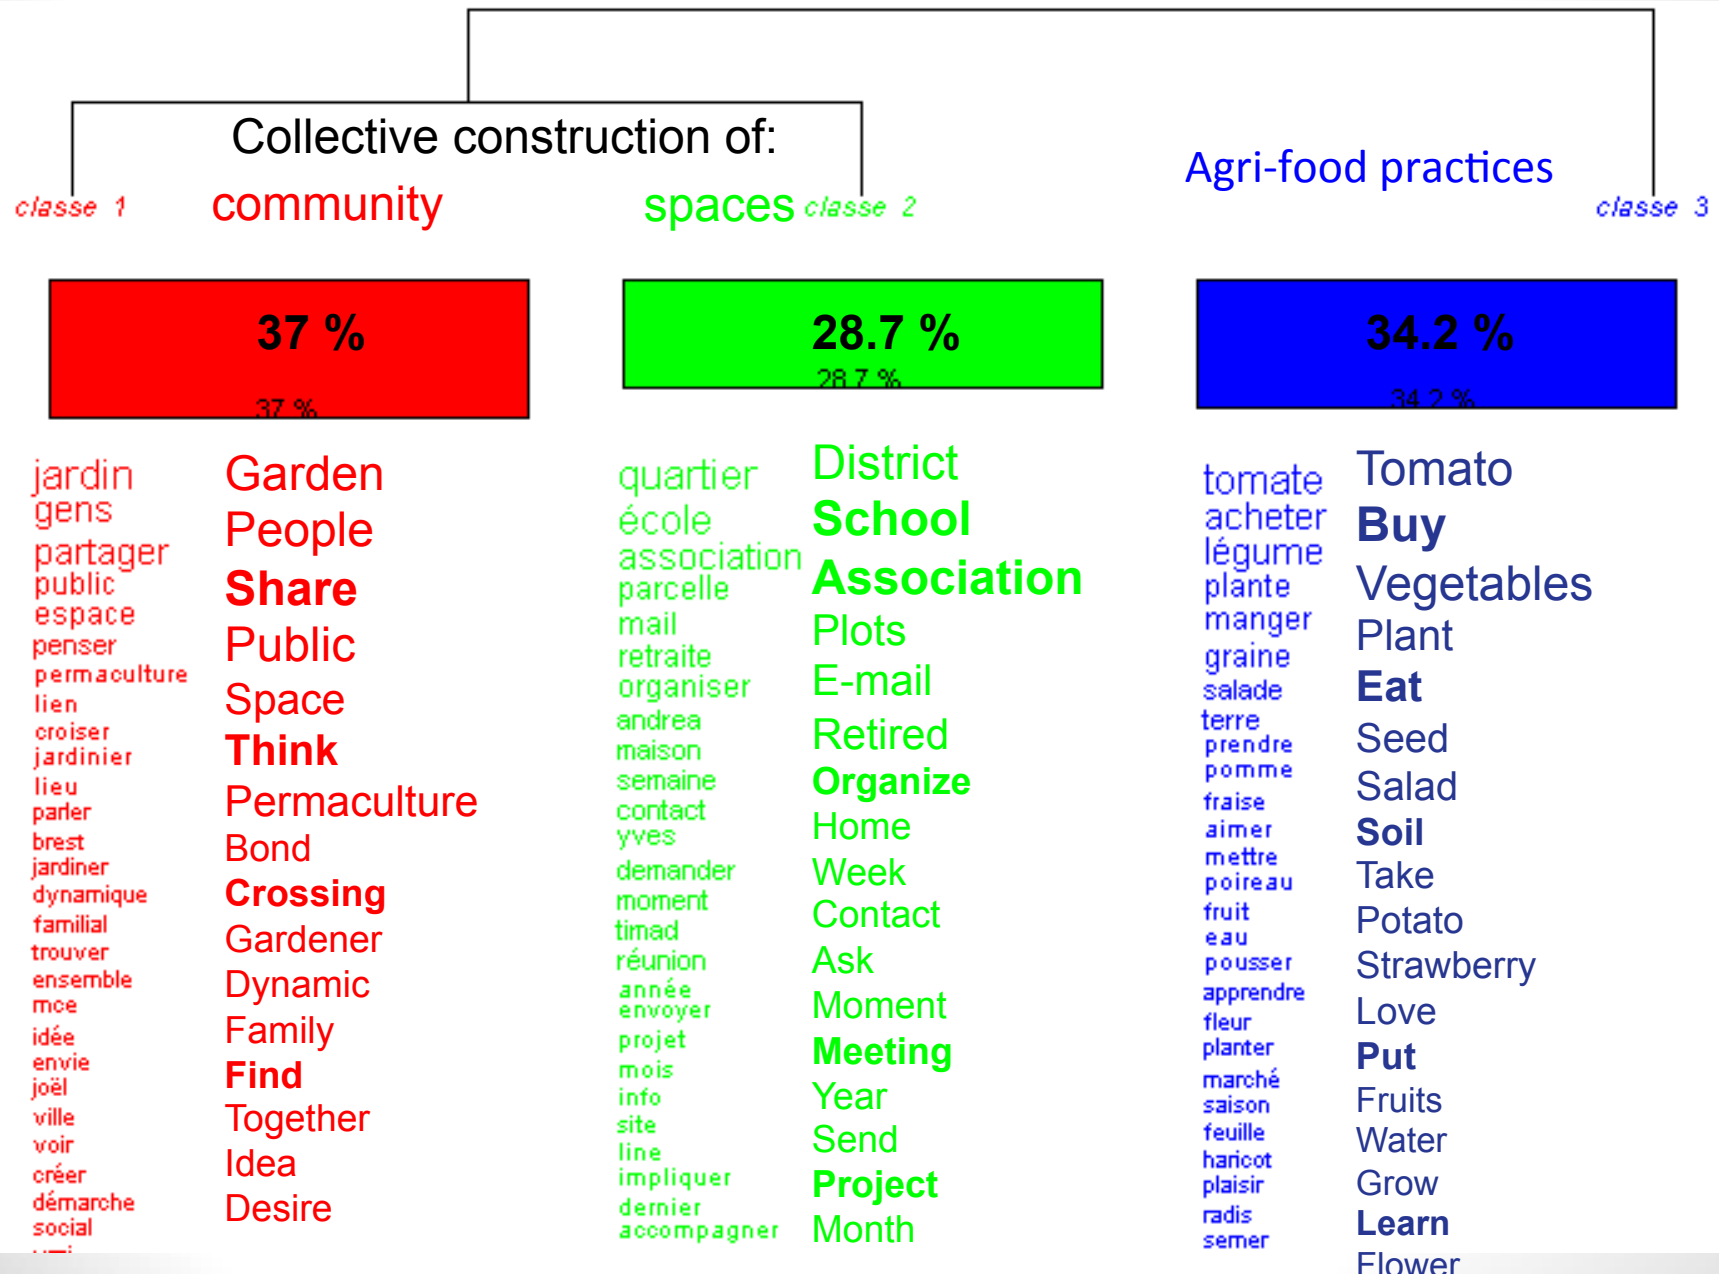 Collective construction of:
Agri-food practices
classe 1
community
spaces
classe 2
classe 3
37 %
37 %
28.7 %
28.7 %
34.2 %
34.2 %
jardin
gens
partager
public
espace
penser
permaculture
lien
croiser
jardinier
lieu
parler
brest
jardiner
dynamique
familial
trouver
ensemble
mce
idée
envie
joël
ville
voir
créer
démarche
social
Garden
People
Share
Public
Space
Think
Permaculture
Bond
Crossing
Gardener
Dynamic
Family
Find
Together
Idea
Desire
quartier
école
association
parcelle
mail
retraite
organiser
andrea
maison
semaine
contact
yves
demander
moment
timad
réunion
année
envoyer
projet
mois
info
site
line
impliquer
dernier
accompagner
District
School
Association
Plots
E-mail
Retired
Organize
Home
Week
Contact
Ask
Moment
Meeting
Year
Send
Project
Month
tomate
acheter
légume
plante
manger
graine
salade
terre
prendre
pomme
fraise
aimer
mettre
poireau
fruit
eau
pousser
apprendre
fleur
planter
marché
saison
feuille
haricot
plaisir
radis
semer
Tomato
Buy
Vegetables
Plant
Eat
Seed
Salad
Soil
Take
Potato
Strawberry
Love
Put
Fruits
Water
Grow
Learn
Flower